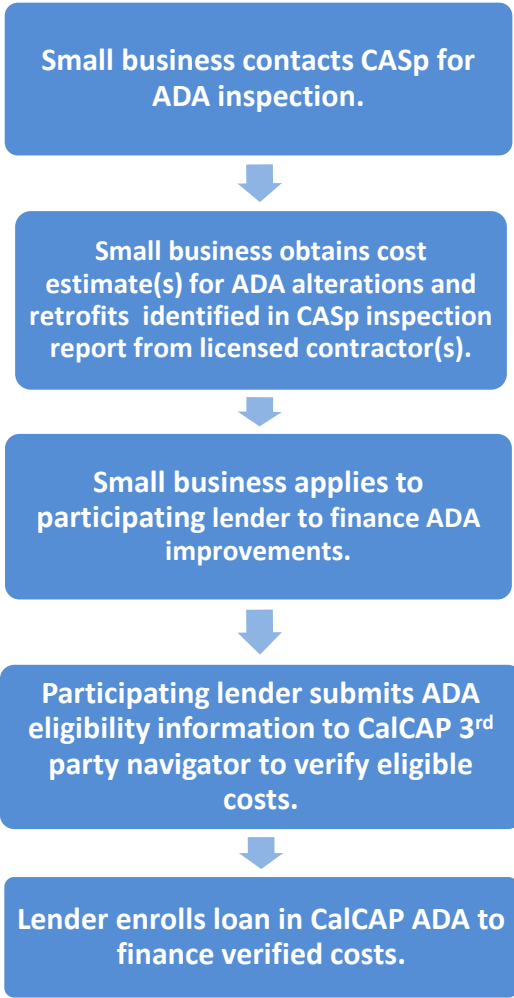 Small business contacts CASp for
ADA inspection.
Small business obtains cost
estimate(s) for ADA alterations and
retrofits identified in CASp inspection
report from licensed contractor(s).
Small business applies to
participating lender to finance ADA
improvements.
Participating lender submits ADA
eligibility information to CalCAP 3rd
party navigator to verify eligible
costs.
Lender enrolls loan in CalCAP ADA to
finance verified costs.